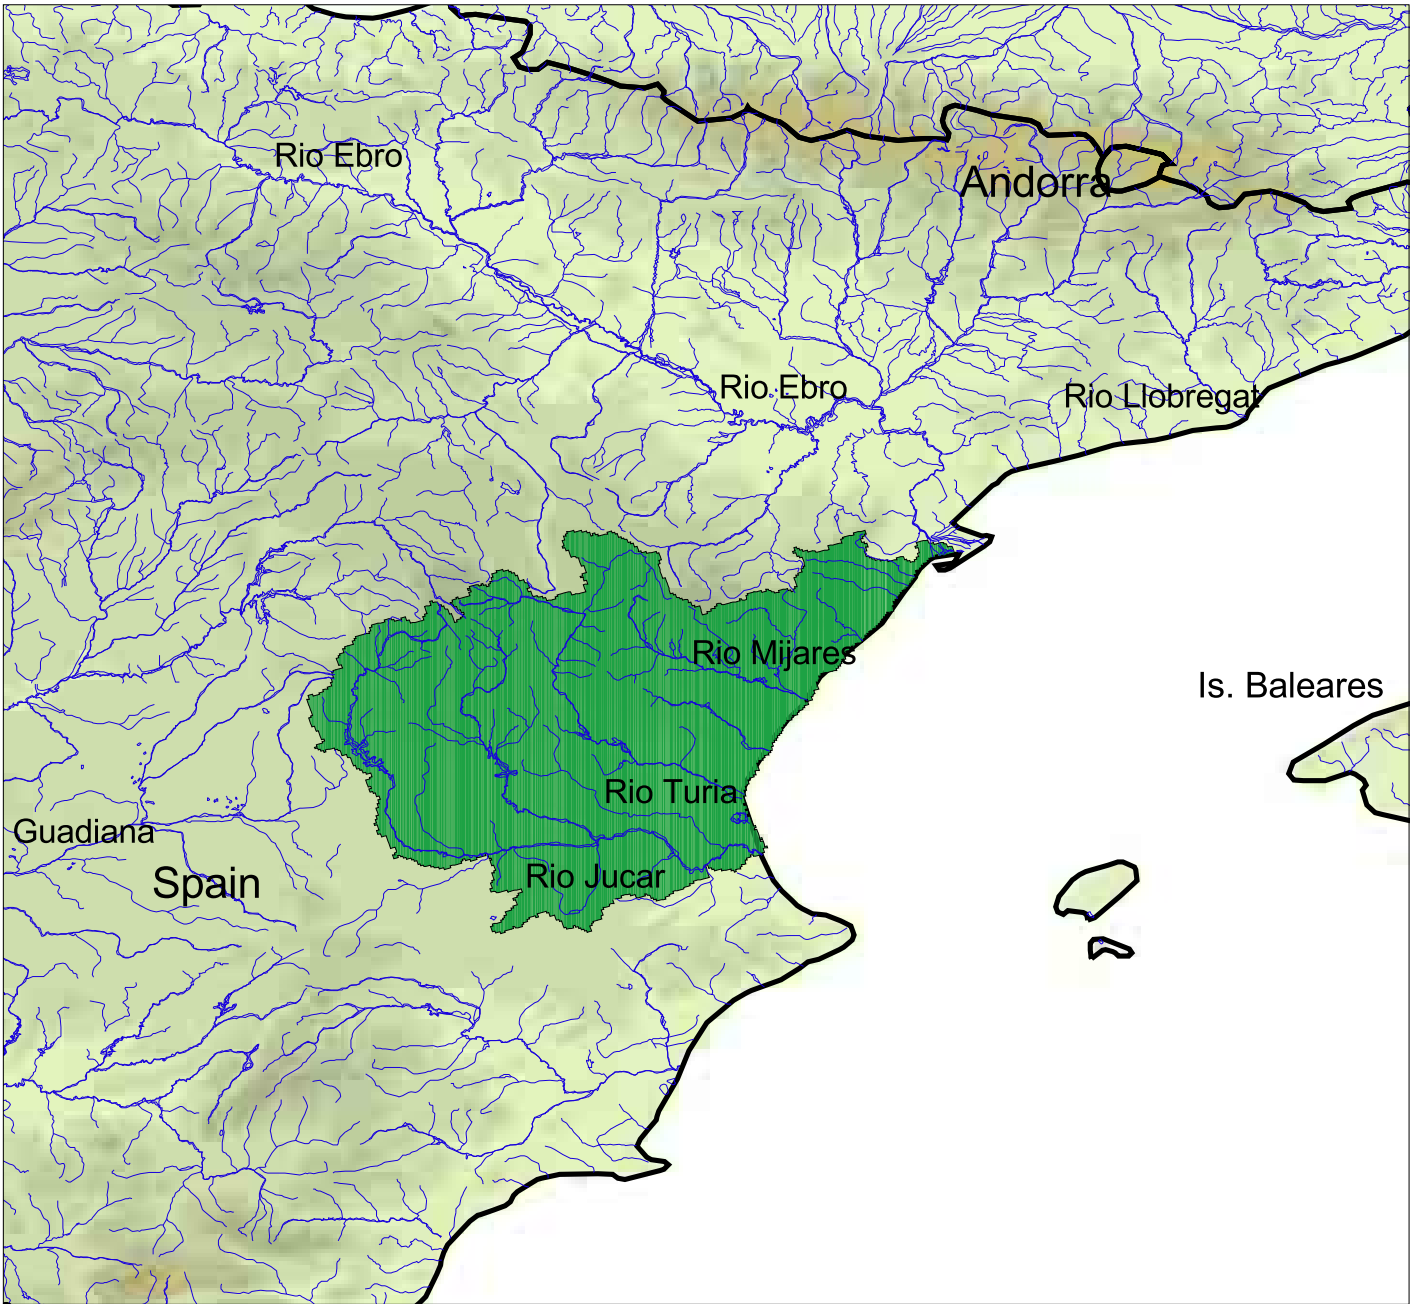 Rio Ebro
Andorra
Rio Ebro
Rio Llobregat
Rio Mijares
Is. Baleares
Rio Turia
Guadiana
Spain
Rio Jucar